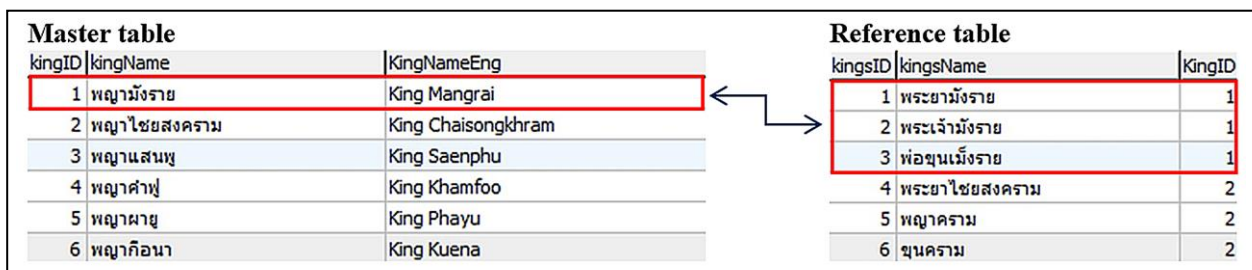 Master table
kingID kingName KingNameEng
1 พญามังราย King Mangrai
2 พญาไชยสงคราม King Chaisongkhram
3 พญาแสนพู King Saenphu
4 พญาคำฟู King Khamfoo
5 พญาผายู King Phayu
6 พญากือนา King Kuena
Reference table
kingsID kingsName KingID
1 พระยามังราย 1
2 พระเจ้ามังราย 1
3 พ่อขุนเม็งราย 1
4 พระยาไชยสงคราม 2
5 พญาคราม 2
6 ขุนคราม 2